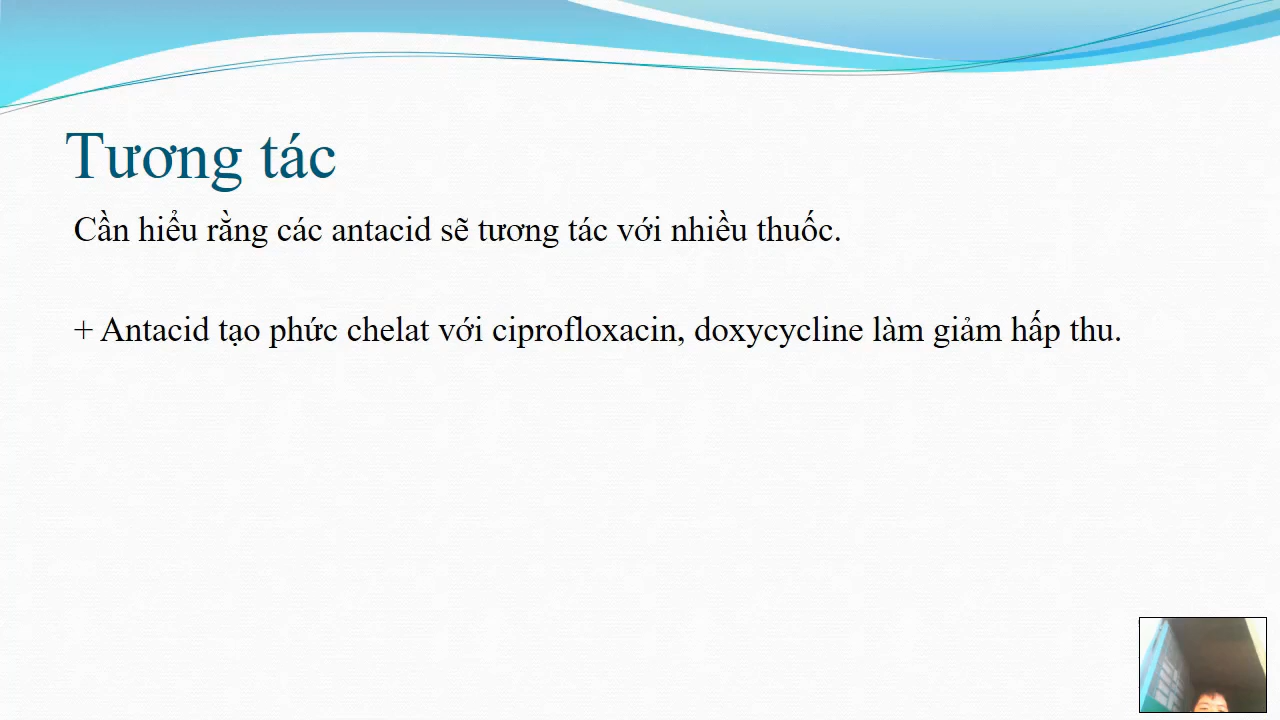 Tương tác
Cần hiểu rằng các antacid sẽ tương tác với nhiều thuốc.
+ Antacid tạo phức chelat với ciprofloxacin, doxycycline làm giảm hấp thu.